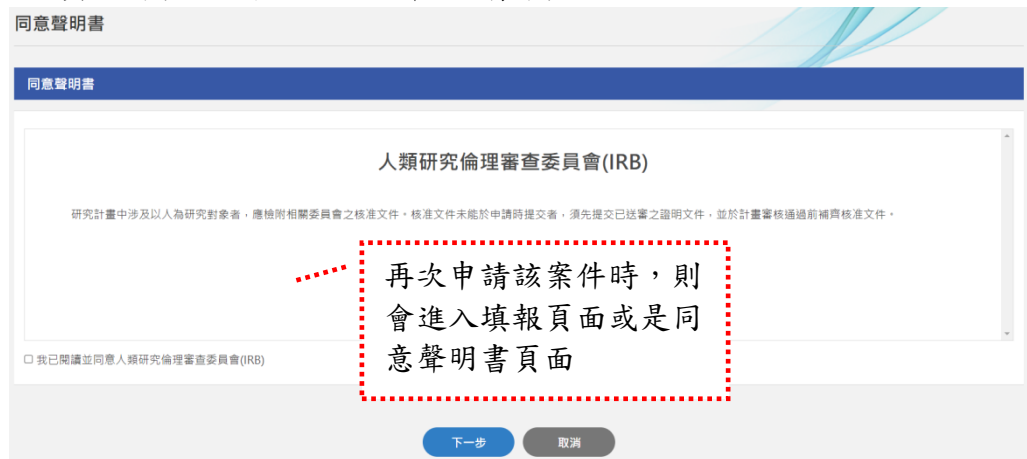 同意聲明書
同意聲明書
人類研究倫理審查委員會(IRB)
研究計畫中涉及以人為研究對象者，應檢附相關委員會之核准文件。核准文件未能於申請時提交者，須先提交已送審之證明文件，並於計畫審核通過前補齊核准文件。
再次申請該案件時，則
會進入填報頁面或是同
意聲明書頁面
我已閱讀並同意人類研究倫理審查委員會(IRB)
下一步
取消